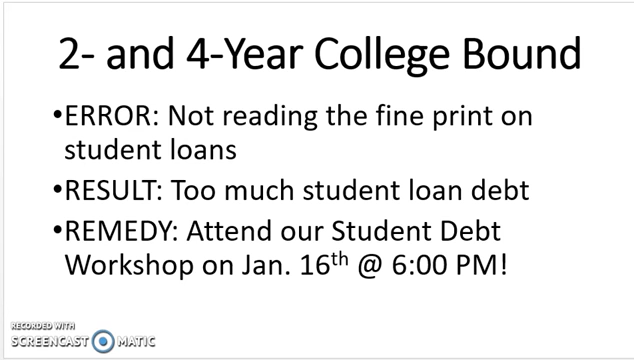 2- and 4-Year College Bound
•ERROR: Not reading the fine print on
student loans
•RESULT: Too much student loan debt
•REMEDY: Attend our Student Debt
Workshop on Jan. 16th @ 6:00 PM!
RECORDED WITH
SCREENCAST MATIC